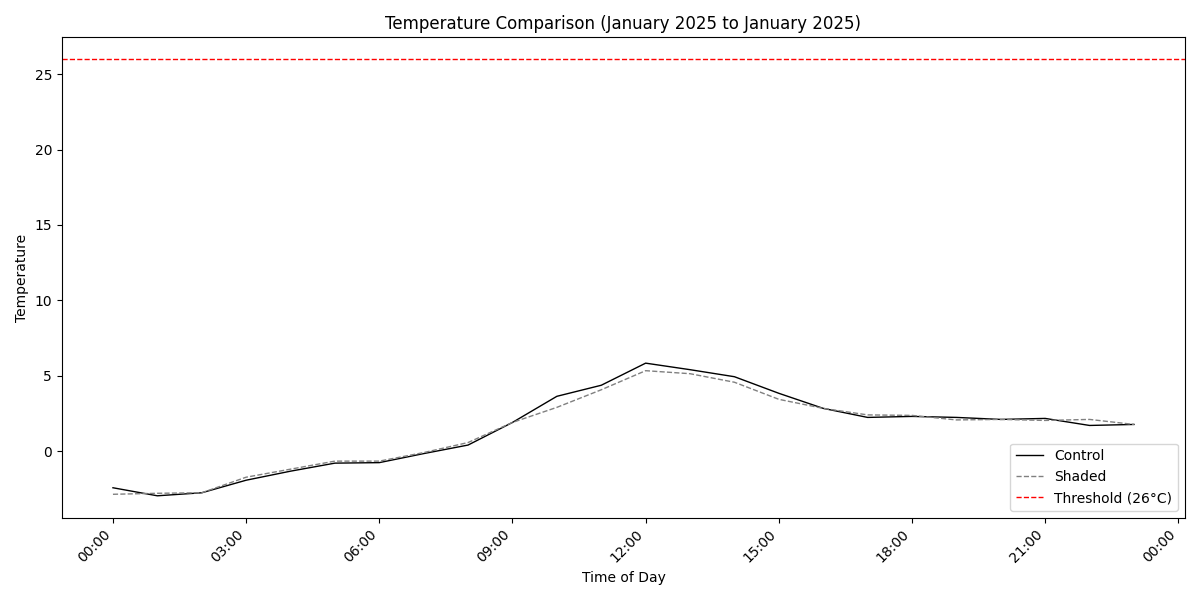 Temperature Comparison (January 2025 to January 2025)
Temperature
25
20
15
10
5
0
Control
Shaded
Threshold (26°C)
00:00
03:00
06:00
09:00
12:00
15:00
18:00
21:00
00:00
Time of Day